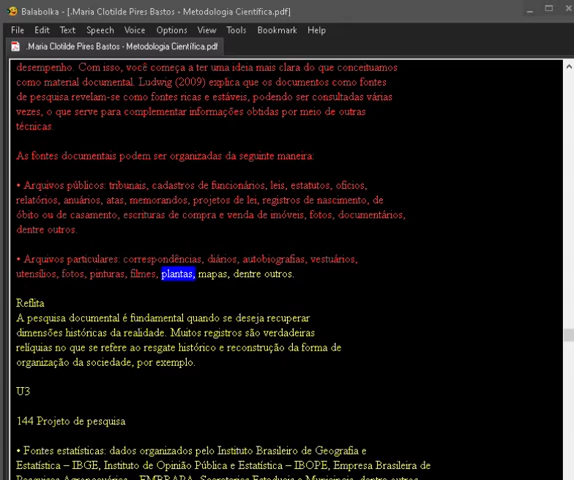 Balabolka - [.Maria Clotilde Pires Bastos - Metodologia Científica.pdf]
File Edit Text Speech Voice Options View Tools Bookmark Help
.Maria Clotilde Pires Bastos - Metodologia Científica.pdf
desempenho. Com isso, você começa a ter uma ideia mais clara do que conceituamos
como material documental. Ludwig (2009) explica que os documentos como fontes
de pesquisa revelam-se como fontes ricas e estáveis, podendo ser consultadas várias
vezes, o que serve para complementar informações obtidas por meio de outras
técnicas.
As fontes documentais podem ser organizadas da seguinte maneira:
• Arquivos públicos: tribunais, cadastros de funcionários, leis, estatutos, ofícios,
relatórios, anuários, atas, memorandos, projetos de lei, registros de nascimento, de
óbito ou de casamento, escrituras de compra e venda de imóveis, fotos, documentários,
dentre outros.
• Arquivos particulares: correspondências, diários, autobiografias, vestuários,
utensílios, fotos, pinturas, filmes, plantas, mapas, dentre outros.
Reflita
A pesquisa documental é fundamental quando se deseja recuperar
dimensões históricas da realidade. Muitos registros são verdadeiras
relíquias no que se refere ao resgate histórico e reconstrução da forma de
organização da sociedade, por exemplo.
U3
144 Projeto de pesquisa
• Fontes estatísticas: dados organizados pelo Instituto Brasileiro de Geografia e
Estatística – IBGE, Instituto de Opinião Pública e Estatística – IBOPE, Empresa Brasileira de
Pesquisas Agropecuárias – EMBRAPA, Secretarias Estaduais e Municipais, dentre outros